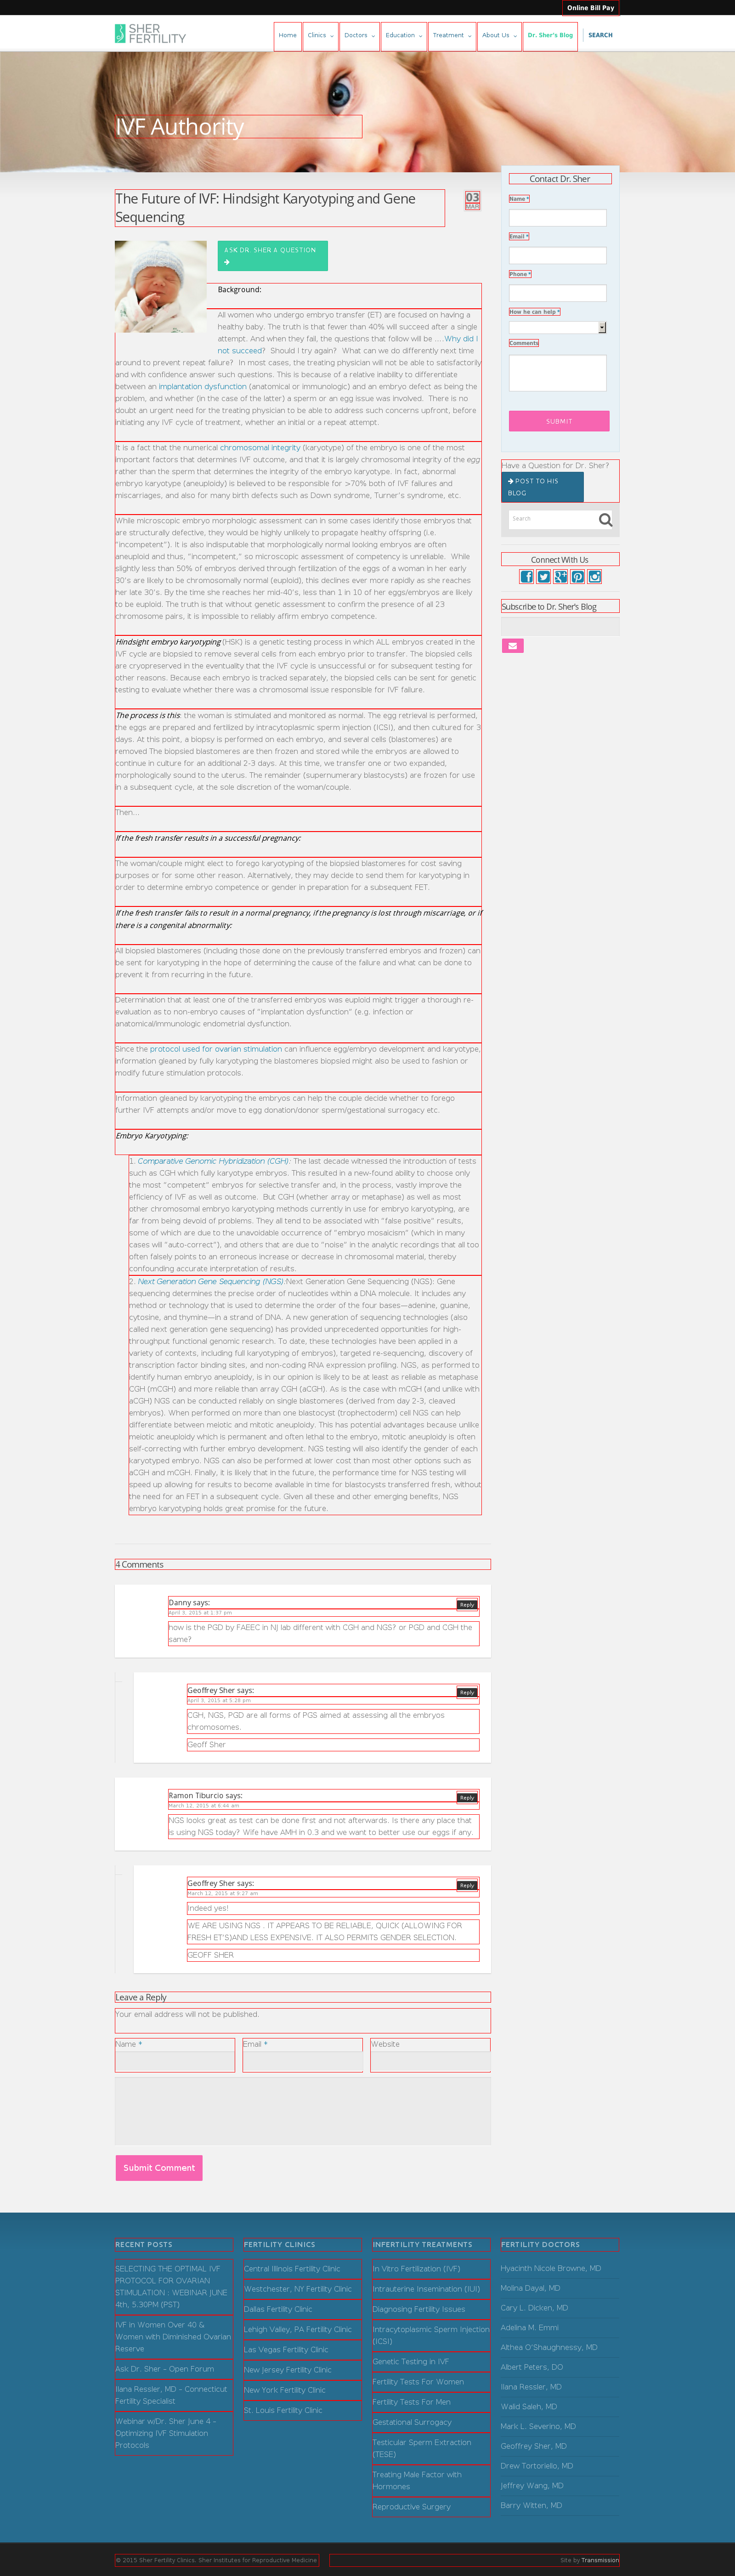 Online Bill Pay
SHER
FERTILITY
Home
Clinics
Doctors
Education
Treatment
About Us
Dr. Sher's Blog
SEARCH
IVF Authority
The Future of IVF: Hindsight Karyotyping and Gene
Sequencing
03
MAR
ASK DR. SHER A QUESTION
Background:
All women who undergo embryo transfer (ET) are focused on having a
healthy baby. The truth is that fewer than 40% will succeed after a single
attempt. And when they fail, the questions that follow will be ....Why did I
not succeed? Should I try again? What can we do differently next time
around to prevent repeat failure? In most cases, the treating physician will not be able to satisfactorily
and with confidence answer such questions. This is because of a relative inability to differentiate
between an implantation dysfunction (anatomical or immunologic) and an embryo defect as being the
problem, and whether (in the case of the latter) a sperm or an egg issue was involved. There is no
doubt an urgent need for the treating physician to be able to address such concerns upfront, before
initiating any IVF cycle of treatment, whether an initial or a repeat attempt.
It is a fact that the numerical chromosomal integrity (karyotype) of the embryo is one of the most
important factors that determines IVF outcome, and that it is largely chromosomal integrity of the egg
rather than the sperm that determines the integrity of the embryo karyotype. In fact, abnormal
embryo karyotype (aneuploidy) is believed to be responsible for >70% both of IVF failures and
miscarriages, and also for many birth defects such as Down syndrome, Turner's syndrome, etc.
While microscopic embryo morphologic assessment can in some cases identify those embryos that
are structurally defective, they would be highly unlikely to propagate healthy offspring (i.e.
"incompetent"). It is also indisputable that morphologically normal looking embryos are often
aneuploid and thus, "incompetent," so microscopic assessment of competency is unreliable. While
slightly less than 50% of embryos derived through fertilization of the eggs of a woman in her early
30's are likely to be chromosomally normal (euploid), this declines ever more rapidly as she reaches
her late 30's. By the time she reaches her mid-40's, less than 1 in 10 of her eggs/embryos are likely
to be euploid. The truth is that without genetic assessment to confirm the presence of all 23
chromosome pairs, it is impossible to reliably affirm embryo competence.
Hindsight embryo karyotyping (HSK) is a genetic testing process in which ALL embryos created in the
IVF cycle are biopsied to remove several cells from each embryo prior to transfer. The biopsied cells
are cryopreserved in the eventuality that the IVF cycle is unsuccessful or for subsequent testing for
other reasons. Because each embryo is tracked separately, the biopsied cells can be sent for genetic
testing to evaluate whether there was a chromosomal issue responsible for IVF failure.
The process is this: the woman is stimulated and monitored as normal. The egg retrieval is performed,
the eggs are prepared and fertilized by intracytoplasmic sperm injection (ICSI), and then cultured for 3
days. At this point, a biopsy is performed on each embryo, and several cells (blastomeres) are
removed The biopsied blastomeres are then frozen and stored while the embryos are allowed to
continue in culture for an additional 2-3 days. At this time, we transfer one or two expanded,
morphologically sound to the uterus. The remainder (supernumerary blastocysts) are frozen for use
in a subsequent cycle, at the sole discretion of the woman/couple.
Then...
If the fresh transfer results in a successful pregnancy:
The woman/couple might elect to forego karyotyping of the biopsied blastomeres for cost saving
purposes or for some other reason. Alternatively, they may decide to send them for karyotyping in
order to determine embryo competence or gender in preparation for a subsequent FET.
If the fresh transfer fails to result in a normal pregnancy, if the pregnancy is lost through miscarriage, or if
there is a congenital abnormality:
All biopsied blastomeres (including those done on the previously transferred embryos and frozen) can
be sent for karyotyping in the hope of determining the cause of the failure and what can be done to
prevent it from recurring in the future.
Determination that at least one of the transferred embryos was euploid might trigger a thorough re-
evaluation as to non-embryo causes of "implantation dysfunction" {e.g. infection or
anatomical/immunologic endometrial dysfunction.
Since the protocol used for ovarian stimulation can influence egg/embryo development and karyotype,
information gleaned by fully karyotyping the blastomeres biopsied might also be used to fashion or
modify future stimulation protocols.
Information gleaned by karyotyping the embryos can help the couple decide whether to forego
further IVF attempts and/or move to egg donation/donor sperm/gestational surrogacy etc.
Embryo Karyotyping:
1. Comparative Genomic Hybridization (CGH): The last decade witnessed the introduction of tests
such as CGH which fully karyotype embryos. This resulted in a new-found ability to choose only
the most "competent" embryos for selective transfer and, in the process, vastly improve the
efficiency of IVF as well as outcome. But CGH (whether array or metaphase) as well as most
other chromosomal embryo karyotyping methods currently in use for embryo karyotyping, are
far from being devoid of problems. They all tend to be associated with "false positive" results,
some of which are due to the unavoidable occurrence of "embryo mosaicism" (which in many
cases will "auto-correct"), and others that are due to "noise" in the analytic recordings that all too
often falsely points to an erroneous increase or decrease in chromosomal material, thereby
confounding accurate interpretation of results.
2. Next Generation Gene Sequencing (NGS):Next Generation Gene Sequencing (NGS): Gene
sequencing determines the precise order of nucleotides within a DNA molecule. It includes any
method or technology that is used to determine the order of the four bases—adenine, guanine,
cytosine, and thymine—in a strand of DNA. A new generation of sequencing technologies (also
called next generation gene sequencing) has provided unprecedented opportunities for high-
throughput functional genomic research. To date, these technologies have been applied in a
variety of contexts, including full karyotyping of embryos), targeted re-sequencing, discovery of
transcription factor binding sites, and non-coding RNA expression profiling. NGS, as performed to
identify human embryo aneuploidy, is in our opinion is likely to be at least as reliable as metaphase
CGH (mCGH) and more reliable than array CGH (aCGH). As is the case with mCGH (and unlike with
aCGH) NGS can be conducted reliably on single blastomeres (derived from day 2-3, cleaved
embryos). When performed on more than one blastocyst (trophectoderm) cell NGS can help
differentiate between meiotic and mitotic aneuploidy. This has potential advantages because unlike
meiotic aneuploidy which is permanent and often lethal to the embryo, mitotic aneuploidy is often
self-correcting with further embryo development. NGS testing will also identify the gender of each
karyotyped embryo. NGS can also be performed at lower cost than most other options such as
aCGH and mCGH. Finally, it is likely that in the future, the performance time for NGS testing will
speed up allowing for results to become available in time for blastocysts transferred fresh, without
the need for an FET in a subsequent cycle. Given all these and other emerging benefits, NGS
embryo karyotyping holds great promise for the future.
4 Comments
Danny says:
Reply
April 3, 2015 at 1:37 pm
how is the PGD by FAEEC in NJ lab different with CGH and NGS? or PGD and CGH the
same?
Geoffrey Sher says:
Reply
April 3, 2015 at 5:28 pm
CGH, NGS, PGD are all forms of PGS aimed at assessing all the embryos
chromosomes.
Geoff Sher
Ramon Tiburcio says:
Reply
March 12, 2015 at 6:44 am
NGS looks great as test can be done first and not afterwards. Is there any place that
is using NGS today? Wife have AMH in 0.3 and we want to better use our eggs if any.
Geoffrey Sher says:
Reply
March 12, 2015 at 9:27 am
Indeed yes!
WE ARE USING NGS . IT APPEARS TO BE RELIABLE, QUICK (ALLOWING FOR
FRESH ET'S)AND LESS EXPENSIVE. IT ALSO PERMITS GENDER SELECTION.
GEOFF SHER
Leave a Reply
Your email address will not be published.
Name *
Email *
Website
Submit Comment
Contact Dr. Sher
Name *
Email *
Phone *
How he can help *
Comments
SUBMIT
Have a Question for Dr. Sher?
POST TO HIS
BLOG
Search
Connect With Us
Subscribe to Dr. Sher's Blog
RECENT POSTS
SELECTING THE OPTIMAL IVF
PROTOCOL FOR OVARIAN
STIMULATION : WEBINAR JUNE
4th, 5.30PM (PST)
IVF in Women Over 40 &
Women with Diminished Ovarian
Reserve
Ask Dr. Sher – Open Forum
Ilana Ressler, MD – Connecticut
Fertility Specialist
Webinar w/Dr. Sher June 4 –
Optimizing IVF Stimulation
Protocols
FERTILITY CLINICS
Central Illinois Fertility Clinic
Westchester, NY Fertility Clinic
Dallas Fertility Clinic
Lehigh Valley, PA Fertility Clinic
Las Vegas Fertility Clinic
New Jersey Fertility Clinic
New York Fertility Clinic
St. Louis Fertility Clinic
INFERTILITY TREATMENTS
In Vitro Fertilization (IVF)
Intrauterine Insemination (IUI)
Diagnosing Fertility Issues
Intracytoplasmic Sperm Injection
(ICSI)
Genetic Testing in IVF
Fertility Tests For Women
Fertility Tests For Men
Gestational Surrogacy
Testicular Sperm Extraction
(TESE)
Treating Male Factor with
Hormones
Reproductive Surgery
FERTILITY DOCTORS
Hyacinth Nicole Browne, MD
Molina Dayal, MD
Cary L. Dicken, MD
Adelina M. Emmi
Althea O'Shaughnessy, MD
Albert Peters, DO
Ilana Ressler, MD
Walid Saleh, MD
Mark L. Severino, MD
Geoffrey Sher, MD
Drew Tortoriello, MD
Jeffrey Wang, MD
Barry Witten, MD
© 2015 Sher Fertility Clinics. Sher Institutes for Reproductive Medicine
Site by Transmission